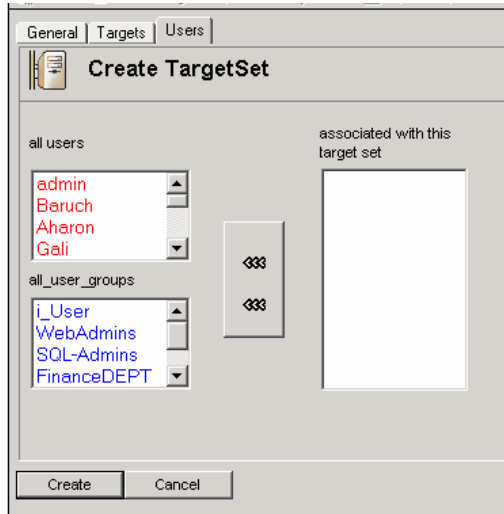 General
Targets
Users
Create TargetSet
all users
admin
Baruch
Aharon
Gali
all_user_groups
i_User
WebAdmins
SQL-Admins
FinanceDEPT
associated with this
target set
Create
Cancel